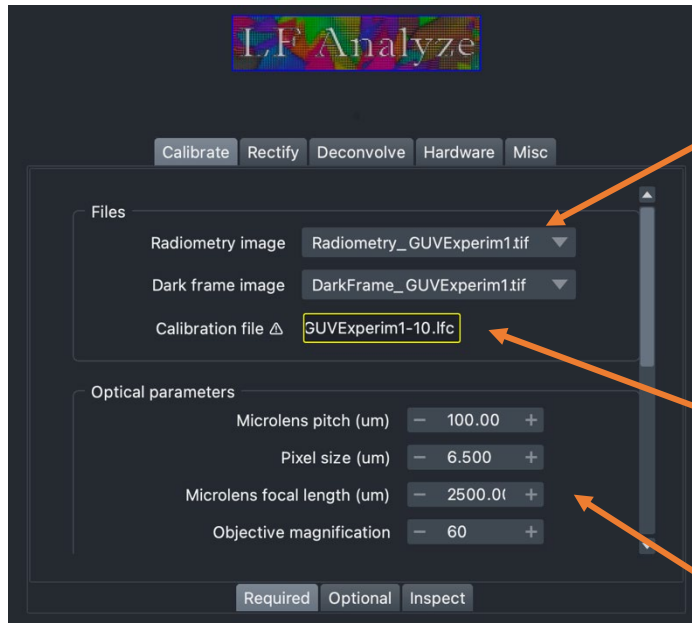 LF Analyze
Calibrate Rectify Deconvolve Hardware Misc
Files
Radiometry image Radiometry_GUVExperim1.tif
Dark frame image DarkFrame_GUVExperim1.tif
Calibration file ⚠ GUVExperim1-10.lfc
Optical parameters
Microlens pitch (um) − 100.00 +
Pixel size (um) − 6.500 +
Microlens focal length (um) − 2500.0( +
Objective magnification − 60 +
Required Optional Inspect